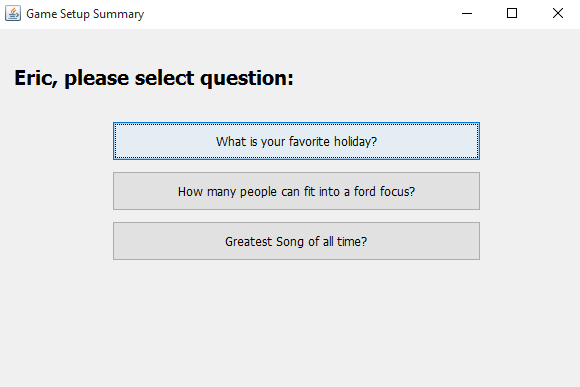 Game Setup Summary
Eric, please select question:
What is your favorite holiday?
How many people can fit into a ford focus?
Greatest Song of all time?